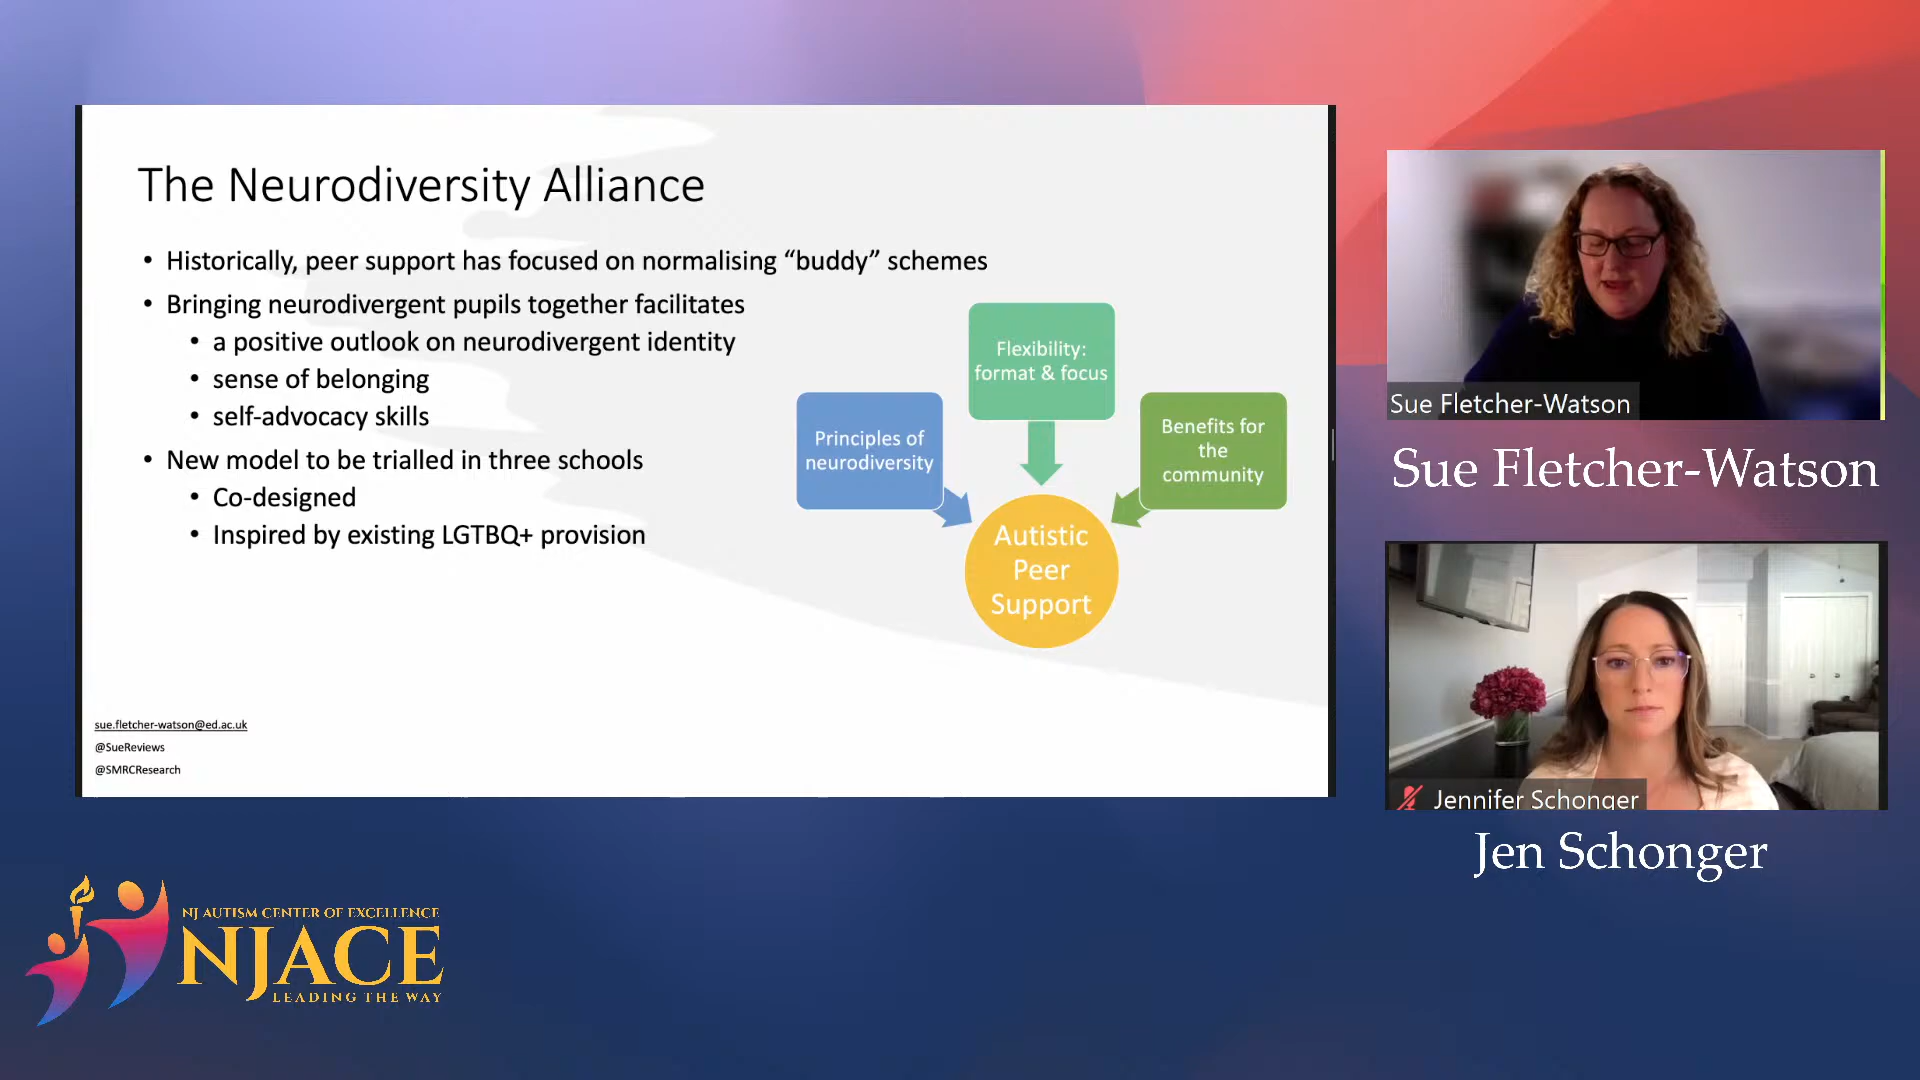 The Neurodiversity Alliance
• Historically, peer support has focused on normalising “buddy” schemes
• Bringing neurodivergent pupils together facilitates
• a positive outlook on neurodivergent identity
• sense of belonging
• self-advocacy skills
• New model to be trialled in three schools
• Co-designed
• Inspired by existing LGTBQ+ provision
Flexibility:
format & focus
Principles of
neurodiversity
Benefits for
the
community
Autistic
Peer
Support
sue.fletcher-watson@ed.ac.uk
@SueReviews
@SMRCResearch
Sue Fletcher-Watson
Sue Fletcher-Watson
Jennifer Schonger
Jen Schonger
NJ AUTISM CENTER OF EXCELLENCE
NJACE
LEADING THE WAY